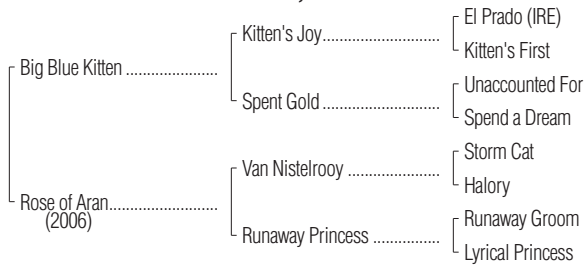 El Prado (IRE)
Kitten's Joy....................
Kitten's First
Big Blue Kitten ......................
Unaccounted For
Spent Gold ......................
Spend a Dream
Storm Cat
Van Nistelrooy .....................
Halory
Rose of Aran..........................
(2006)
Runaway Groom
Runaway Princess ................
Lyrical Princess